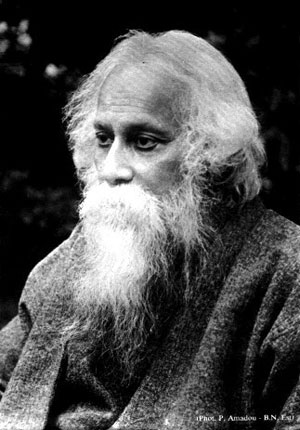 (Phot. P. Amadou - B.N. Est)